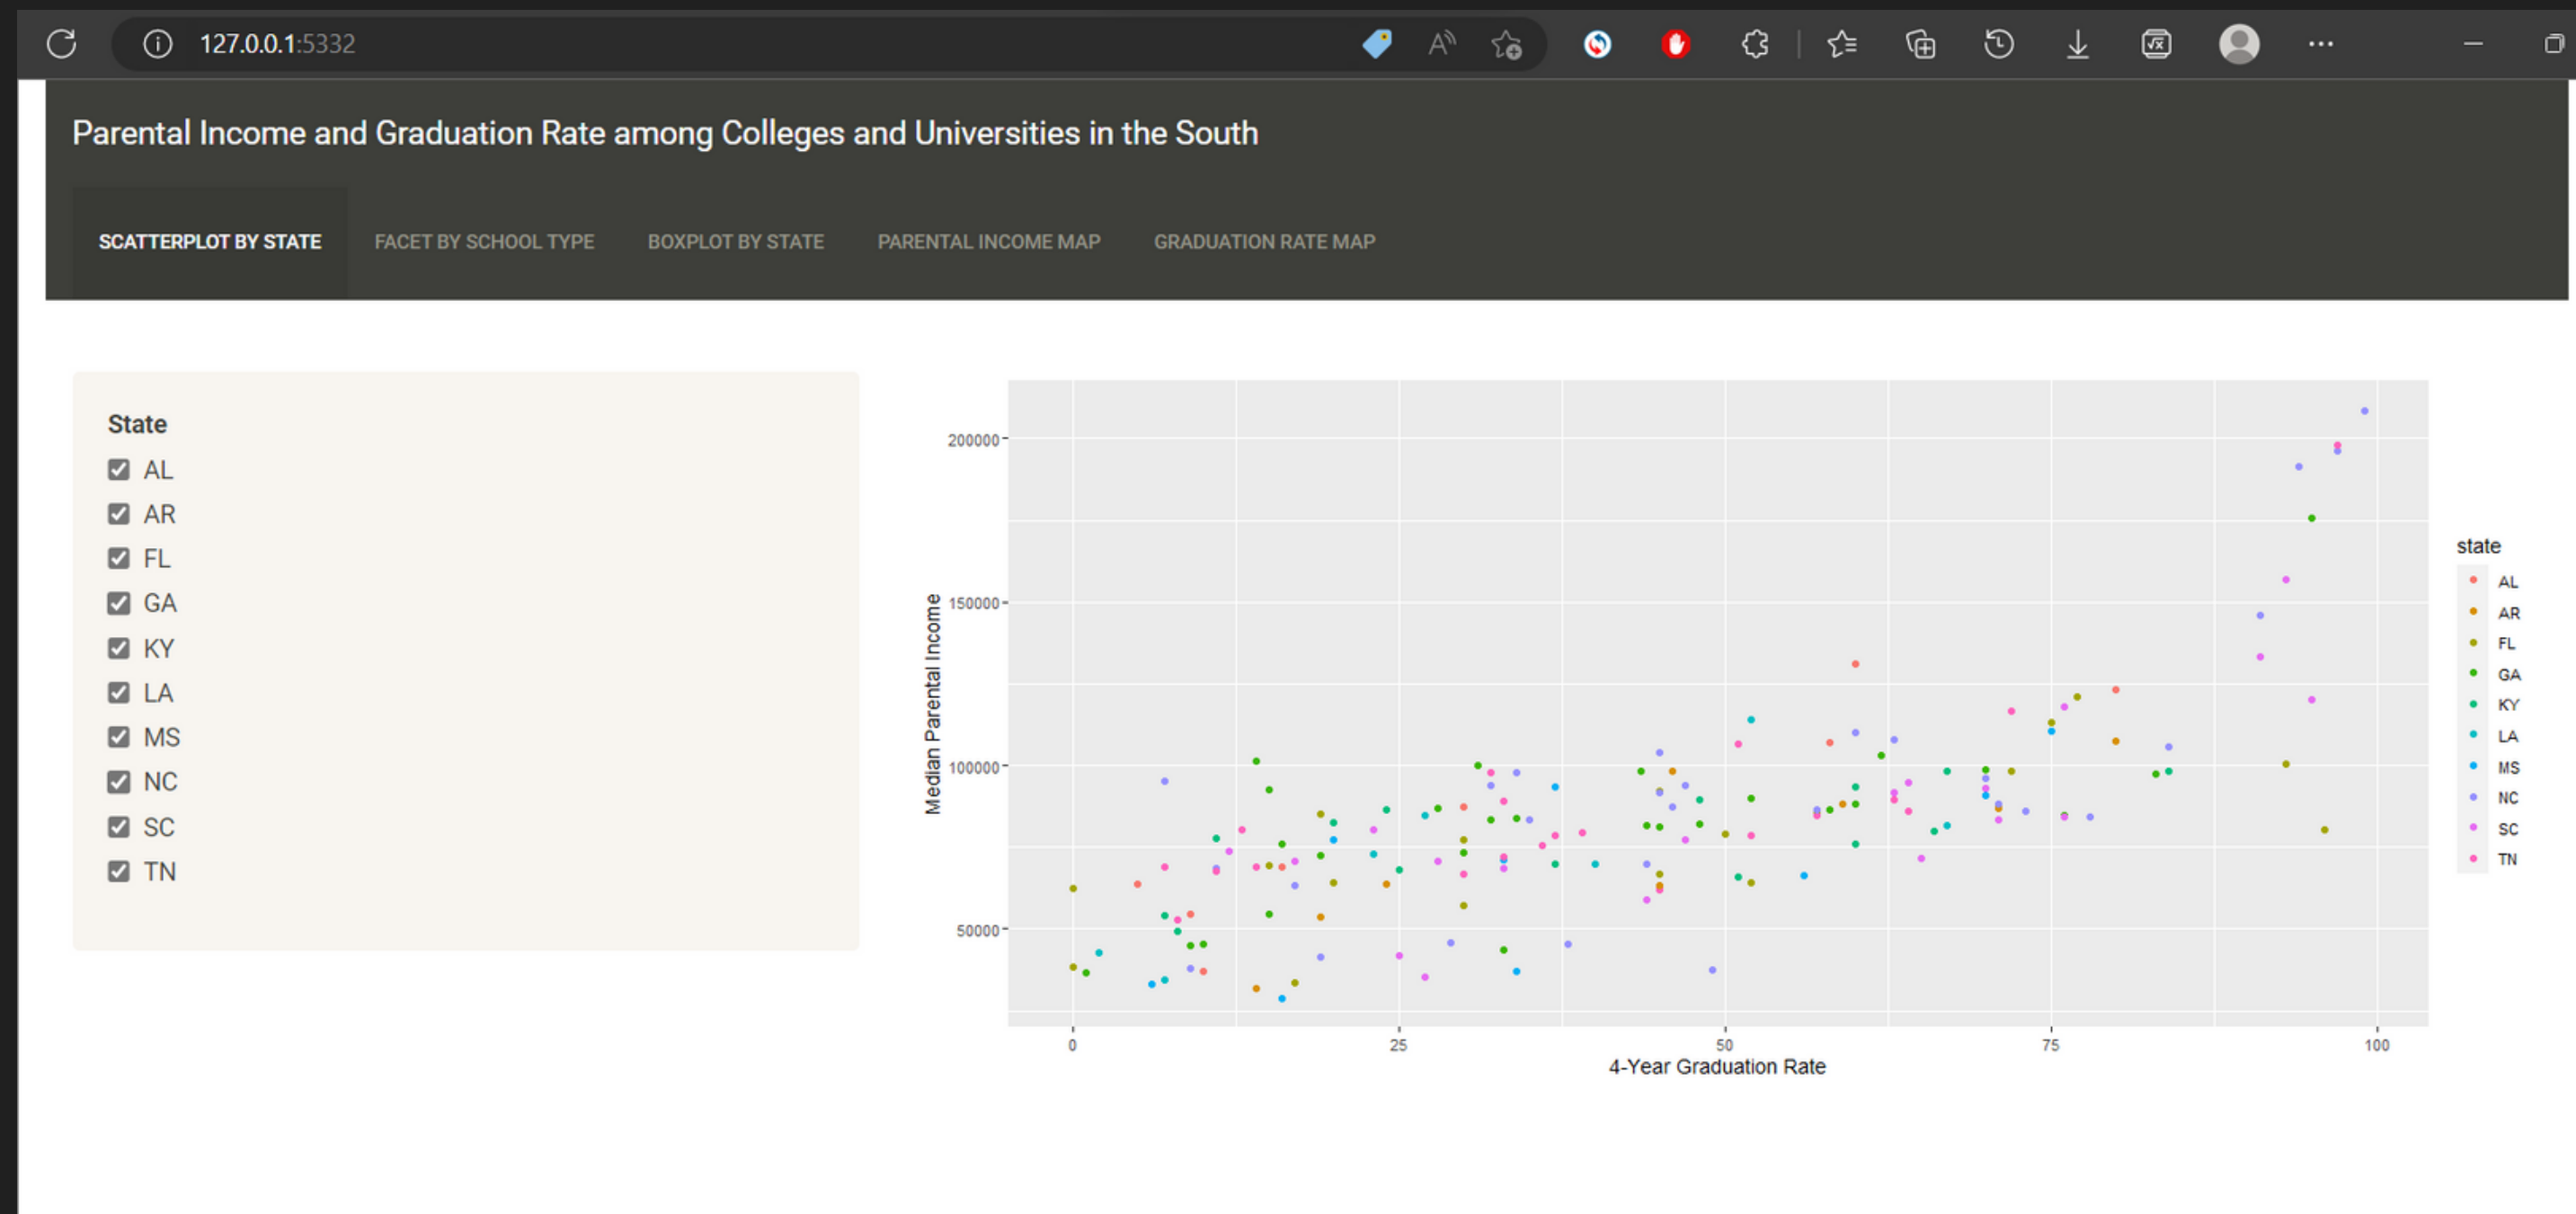 127.0.0.1:5332
Parental Income and Graduation Rate among Colleges and Universities in the South
SCATTERPLOT BY STATE FACET BY SCHOOL TYPE BOXPLOT BY STATE PARENTAL INCOME MAP GRADUATION RATE MAP
State
AL
AR
FL
GA
KY
LA
MS
NC
SC
TN
Median Parental Income
200000
150000
100000
50000
0 25 50 75 100
4-Year Graduation Rate
state
AL
AR
FL
GA
KY
LA
MS
NC
SC
TN